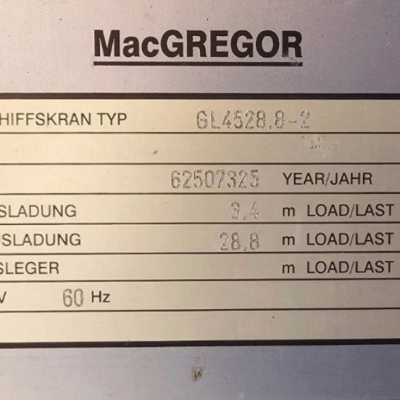 MacGREGOR
HIFFSKRAN TYP GL4528,8-2
62507325 YEAR/JAHR
SLADUNG 3,4 m LOAD/LAST
SLADUNG 28,8 m LOAD/LAST
SLEGER m LOAD/LAST
V 60 Hz